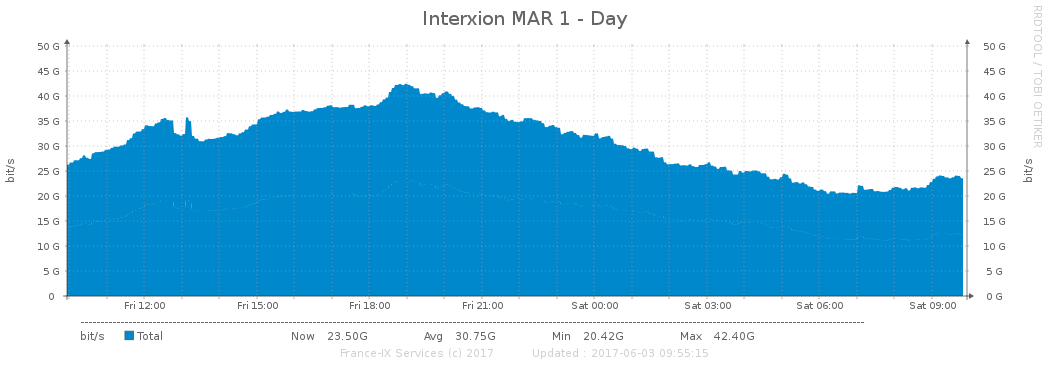 Interxion MAR 1 - Day
RRDTOOL / TOBI OETIKER
50 G 50 G
45 G 45 G
40 G 40 G
35 G 35 G
30 G 30 G
25 G 25 G
20 G 20 G
15 G 15 G
10 G 10 G
5 G 5 G
0 0 G
bit/s bit/s
Fri 12:00 Fri 15:00 Fri 18:00 Fri 21:00 Sat 00:00 Sat 03:00 Sat 06:00 Sat 09:00
bit/s Total Now 23.50G Avg 30.75G Min 20.42G Max 42.40G
France-IX Services (c) 2017 Updated : 2017-06-03 09:55:15